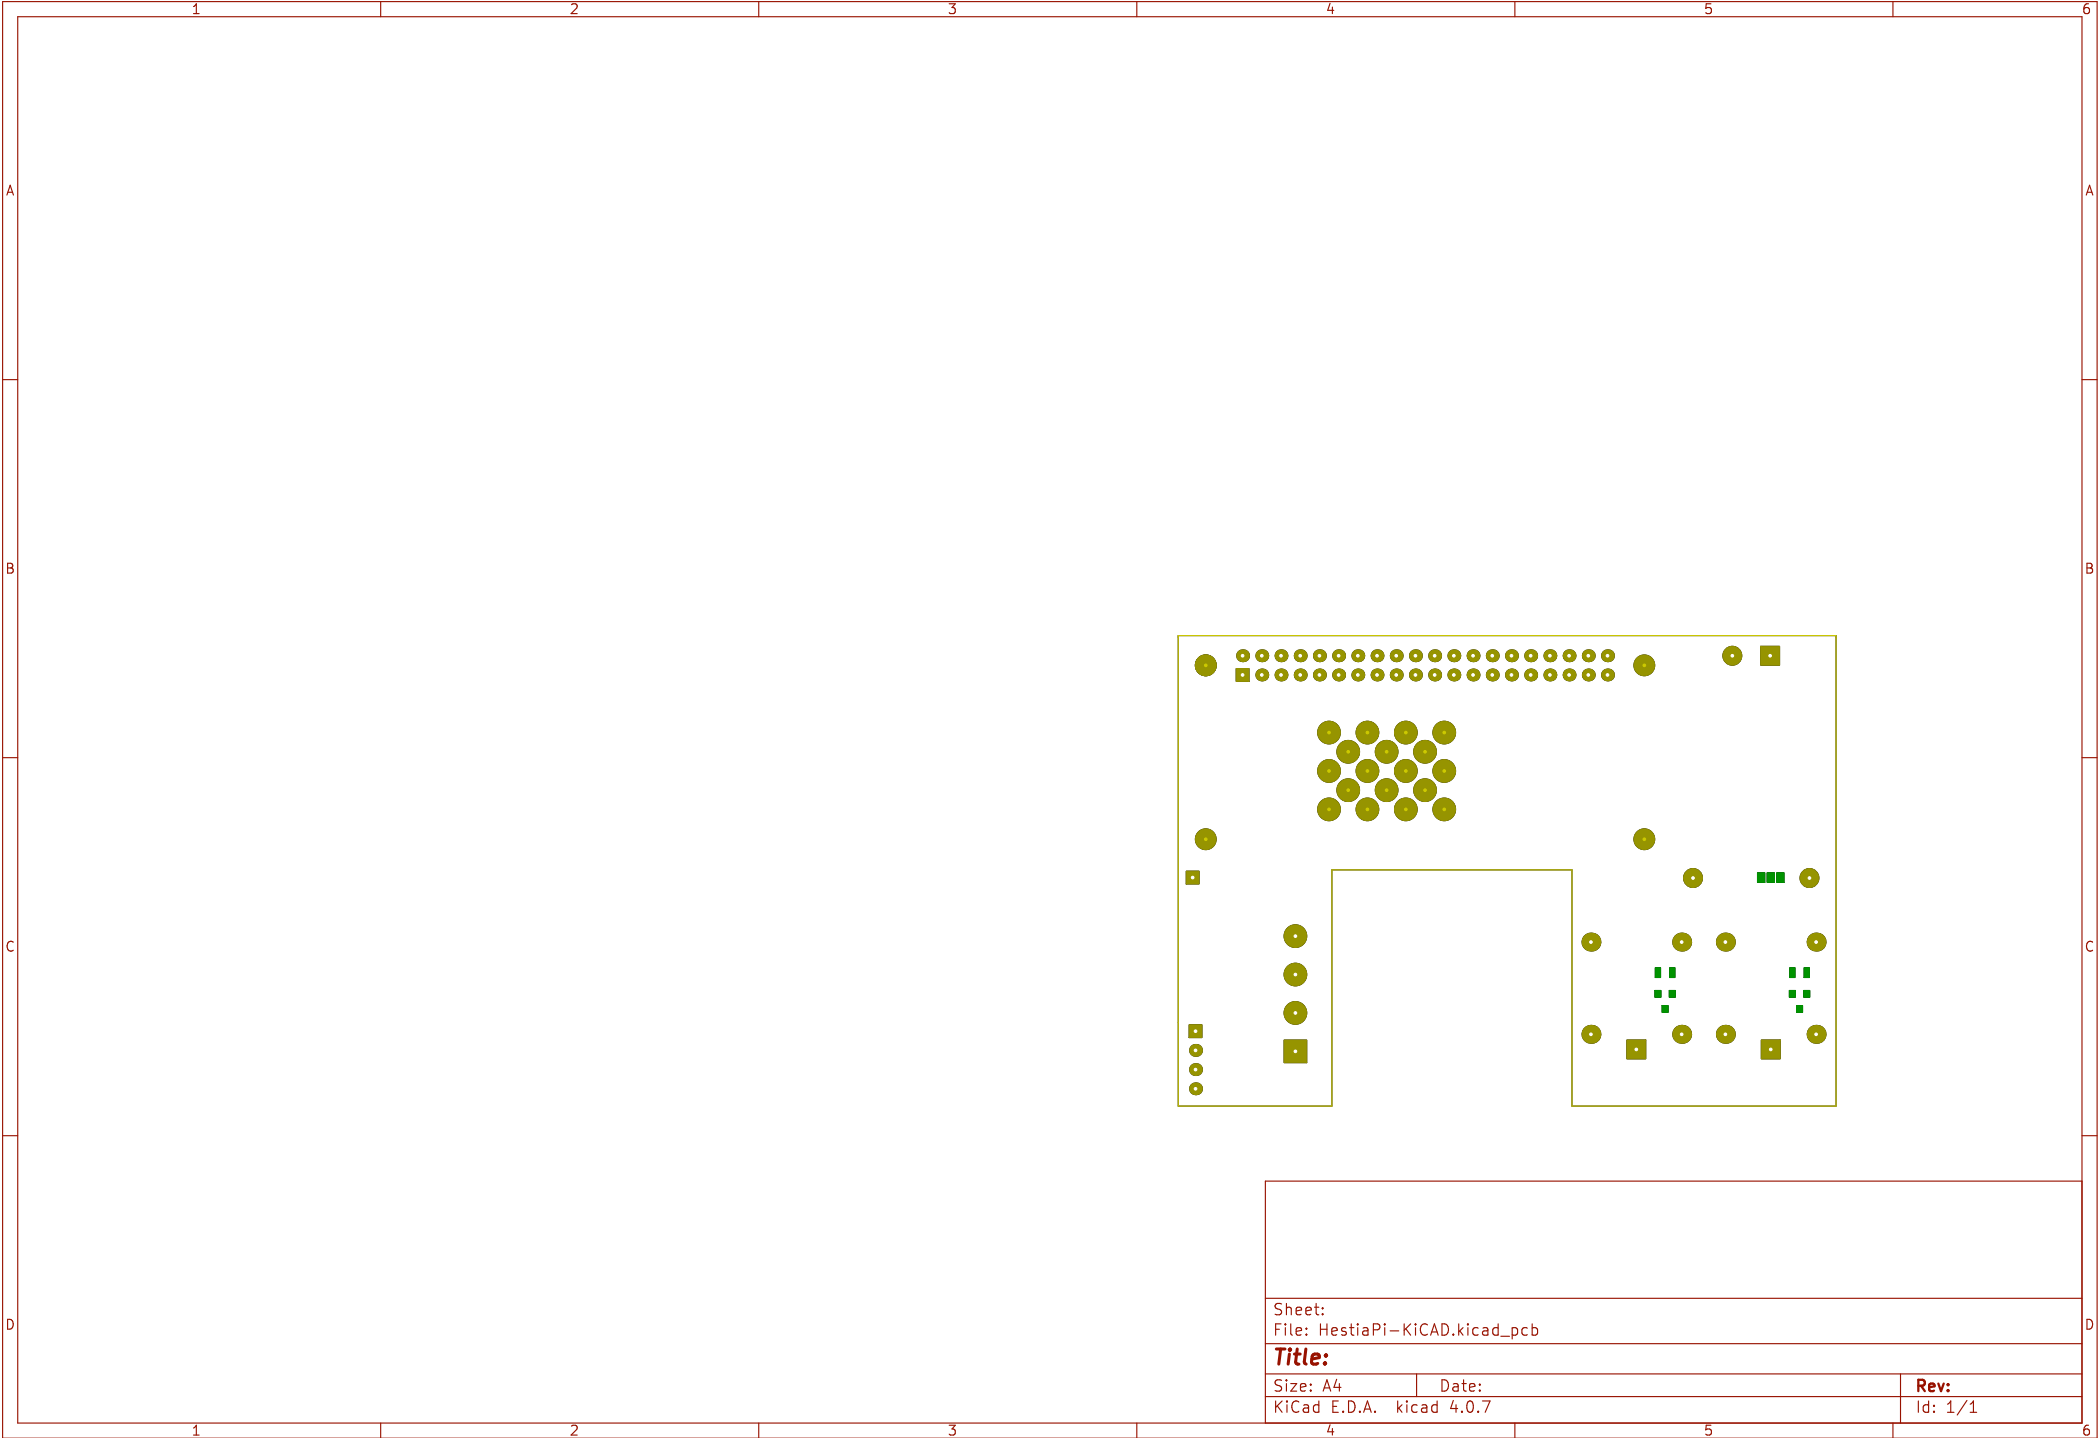 1 2 3 4 5 6
A A
B B
C C
Sheet:
File: HestiaPi-KiCAD.kicad_pcb
D D
Title:
Size: A4 Date: Rev:
KiCad E.D.A. kicad 4.0.7 Id: 1/1
1 2 3 4 5 6